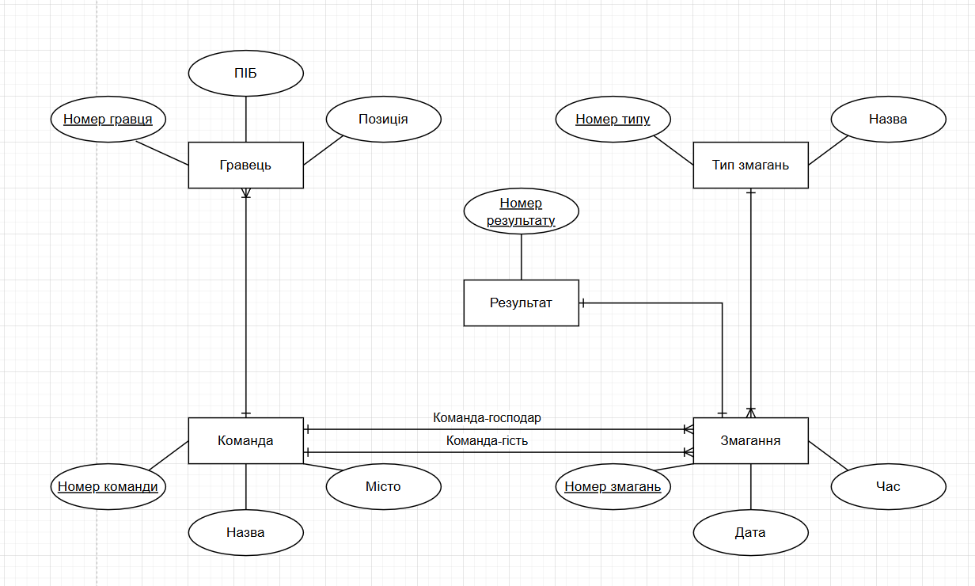 ПІБ
Номер гравця
Позиція
Номер типу
Назва
Гравець
Тип змагань
Номер
результату
Результат
Команда-господар
Команда
Команда-гість
Змагання
Номер команди
Місто
Номер змагань
Час
Назва
Дата